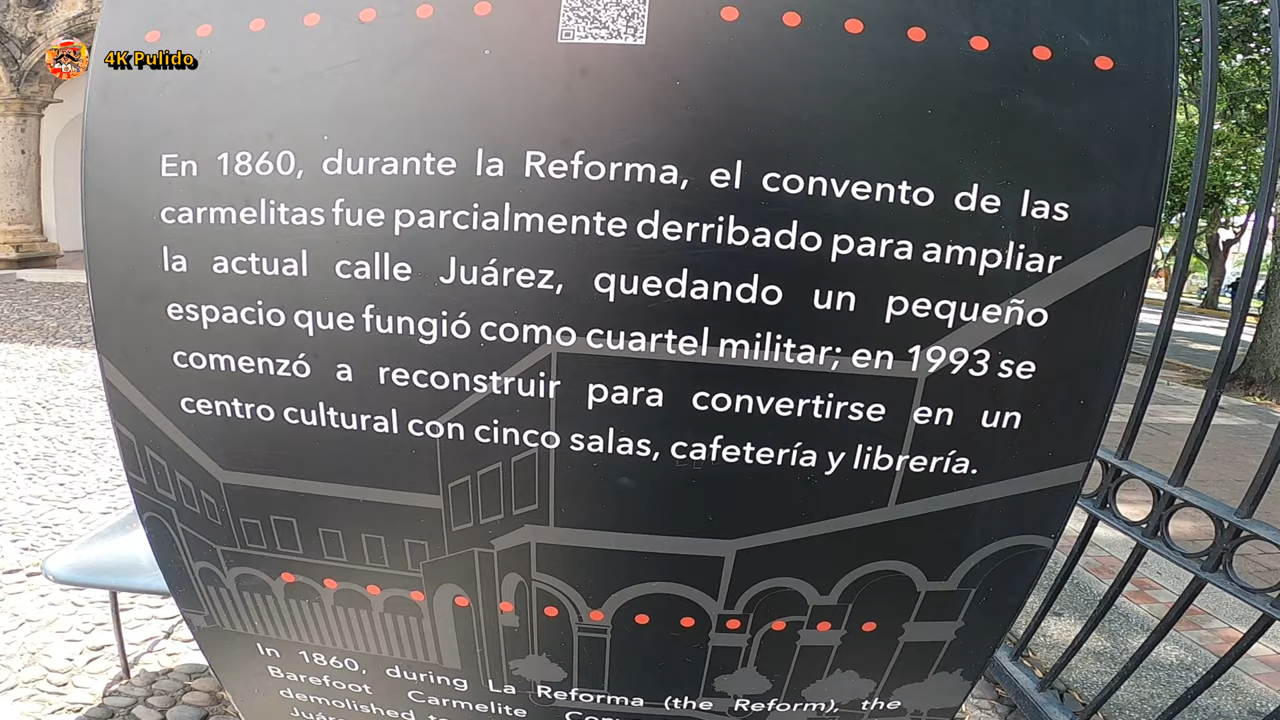 4K Pulido
En 1860, durante la Reforma, el convento de las
carmelitas fue parcialmente derribado para ampliar
la actual calle Juárez, quedando un pequeño
espacio que fungió como cuartel militar; en 1993 se
comenzó a reconstruir para convertirse en un
centro cultural con cinco salas, cafetería y librería.
In 1860, during La Reforma (the Reform), the
Barefoot Carmelite
demolished